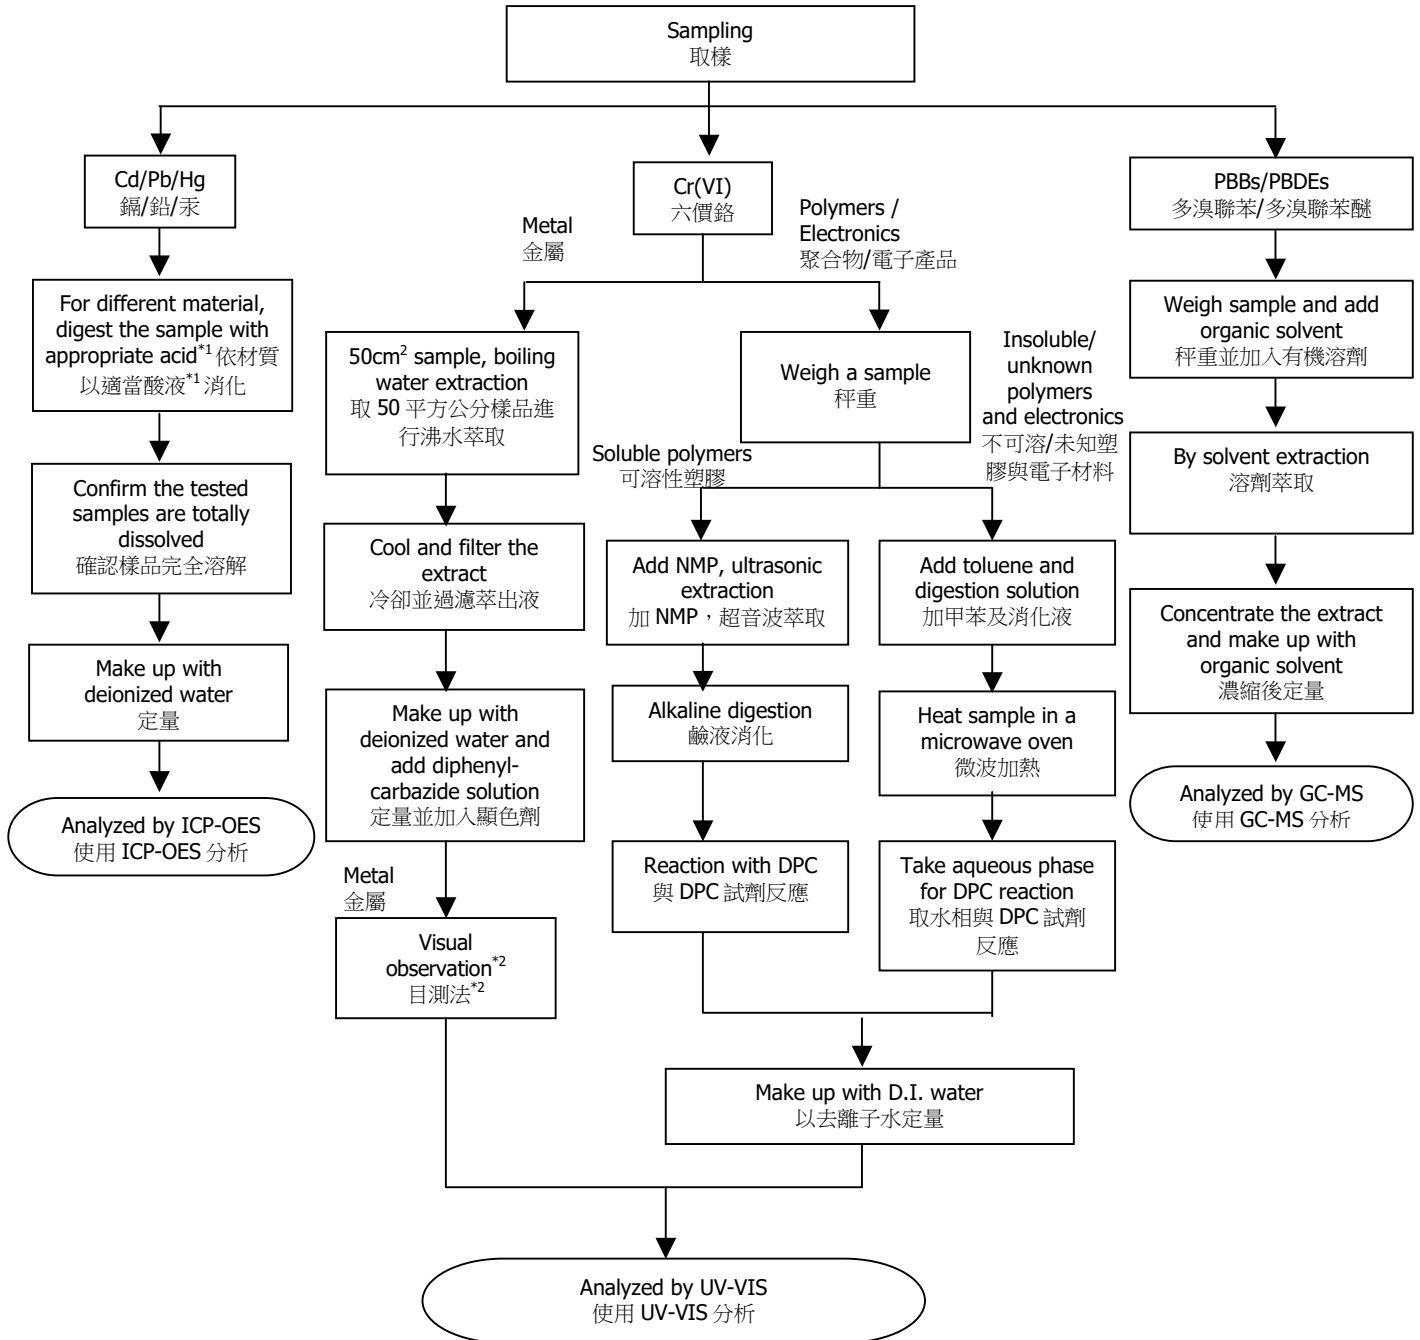 Sampling
取樣
Cd/Pb/Hg
鎘/鉛/汞
For different material,
digest the sample with
appropriate acid*1 依材質
以適當酸液*1 消化
Confirm the tested
samples are totally
dissolved
確認樣品完全溶解
Make up with
deionized water
定量
Analyzed by ICP-OES
使用 ICP-OES 分析
Cr(VI)
六價鉻
Metal
金屬
50cm2 sample, boiling
water extraction
取 50 平方公分樣品進
行沸水萃取
Cool and filter the
extract
冷卻並過濾萃出液
Make up with
deionized water and
add diphenyl-
carbazide solution
定量並加入顯色劑
Metal
金屬
Visual
observation*2
目測法*2
Polymers /
Electronics
聚合物/電子產品
Weigh a sample
秤重
Soluble polymers
可溶性塑膠
Add NMP, ultrasonic
extraction
加 NMP，超音波萃取
Alkaline digestion
鹼液消化
Reaction with DPC
與 DPC 試劑反應
Insoluble/
unknown
polymers
and electronics
不可溶/未知塑
膠與電子材料
Add toluene and
digestion solution
加甲苯及消化液
Heat sample in a
microwave oven
微波加熱
Take aqueous phase
for DPC reaction
取水相與 DPC 試劑
反應
Make up with D.I. water
以去離子水定量
Analyzed by UV-VIS
使用 UV-VIS 分析
PBBs/PBDEs
多溴聯苯/多溴聯苯醚
Weigh sample and add
organic solvent
秤重並加入有機溶劑
By solvent extraction
溶劑萃取
Concentrate the extract
and make up with
organic solvent
濃縮後定量
Analyzed by GC-MS
使用 GC-MS 分析